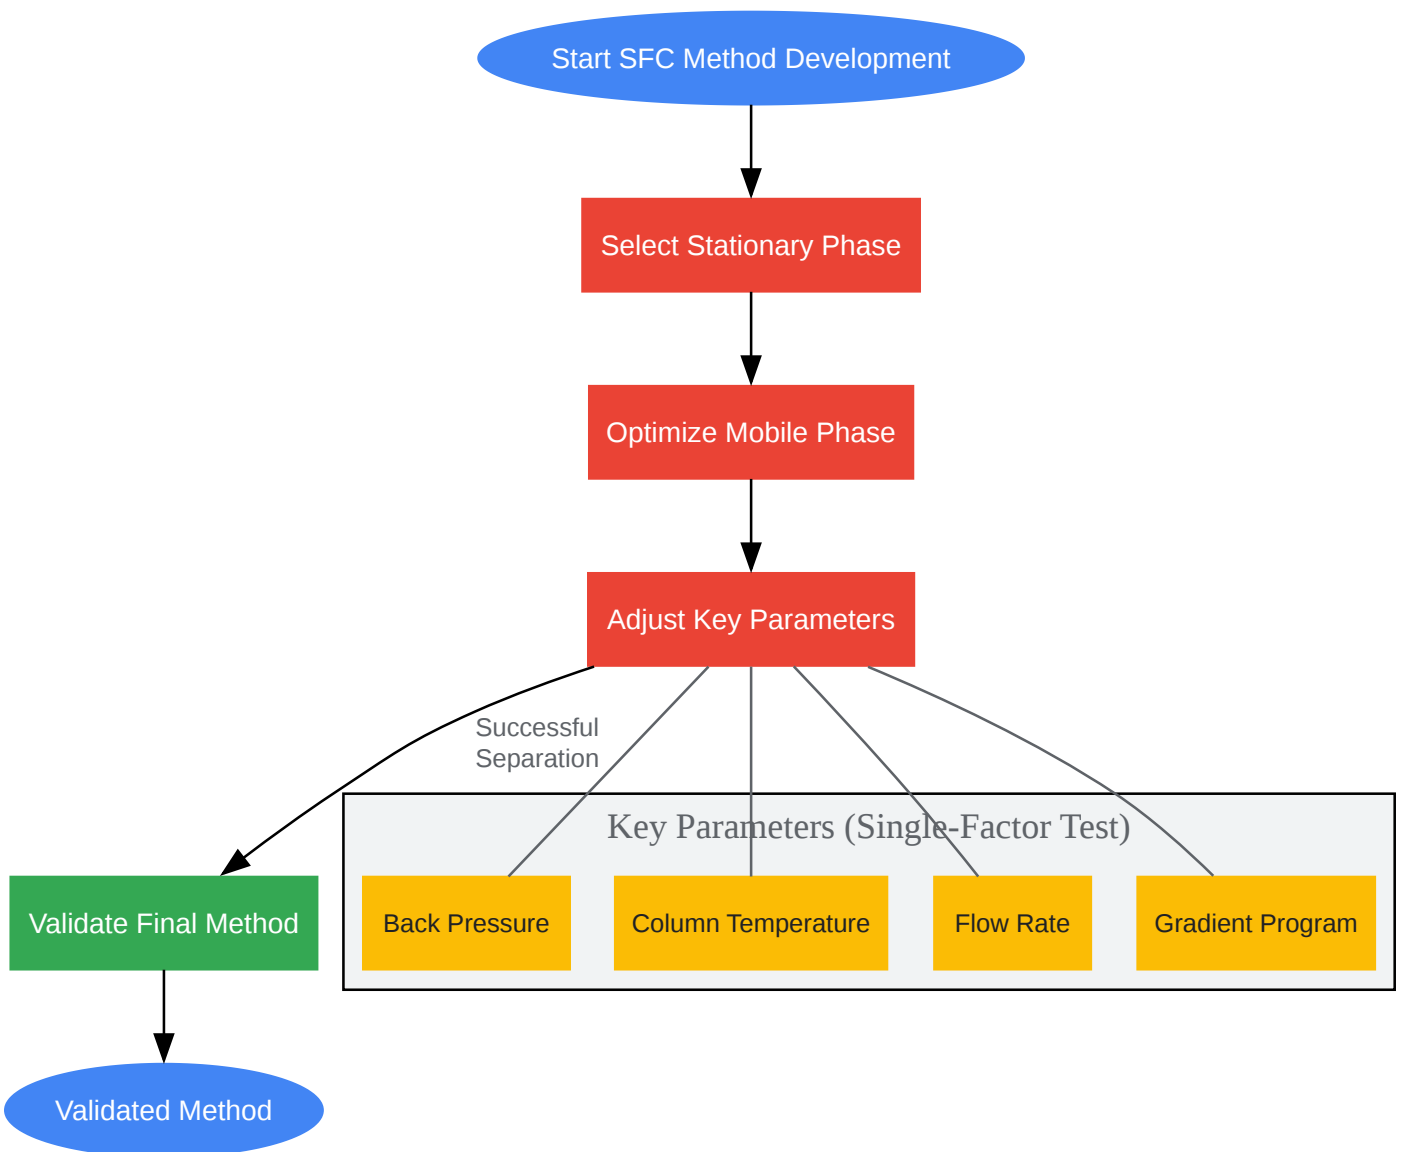 Start SFC Method Development
Select Stationary Phase
Optimize Mobile Phase
Adjust Key Parameters
Successful
Separation
Key Parameters (Single-Factor Test)
Validate Final Method
Back Pressure
Column Temperature
Flow Rate
Gradient Program
Validated Method